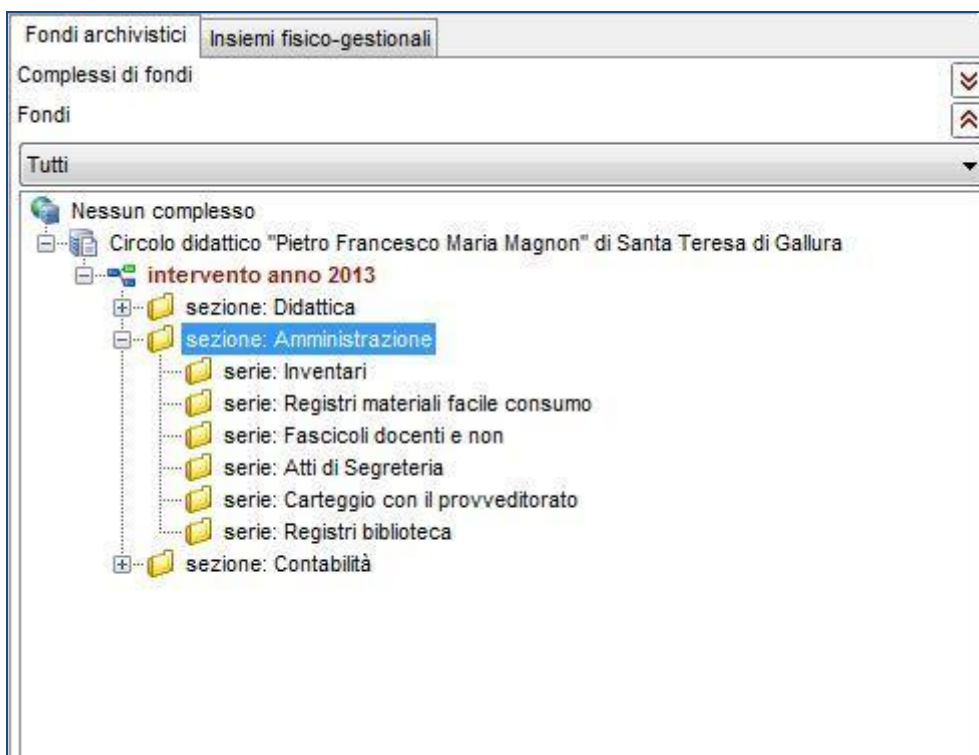 Fondi archivistici Insiemi fisico-gestionali
Complessi di fondi
Fondi
Tutti
Nessun complesso
Circolo didattico "Pietro Francesco Maria Magnon" di Santa Teresa di Gallura
intervento anno 2013
sezione: Didattica
sezione: Amministrazione
serie: Inventari
serie: Registri materiali facile consumo
serie: Fascicoli docenti e non
serie: Atti di Segreteria
serie: Carteggio con il provveditorato
serie: Registri biblioteca
sezione: Contabilità